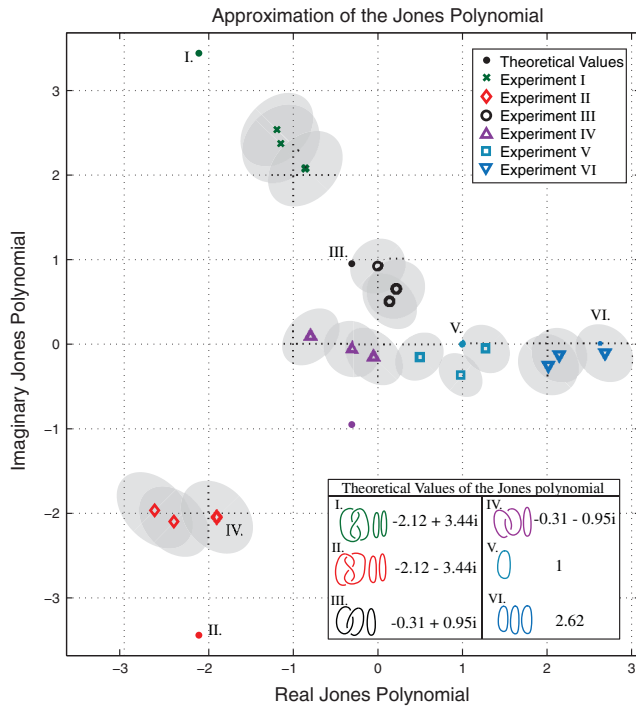 Approximation of the Jones Polynomial
Imaginary Jones Polynomial
3
2
1
0
−1
−2
−3
−3
−2
−1
0
1
2
3
Real Jones Polynomial
Theoretical Values
Experiment I
Experiment II
Experiment III
Experiment IV
Experiment V
Experiment VI
I.
III.
V.
VI.
IV.
II.
Theoretical Values of the Jones polynomial
I.
-2.12 + 3.44i
II.
-2.12 - 3.44i
III.
-0.31 + 0.95i
IV.
-0.31 - 0.95i
V.
1
VI.
2.62